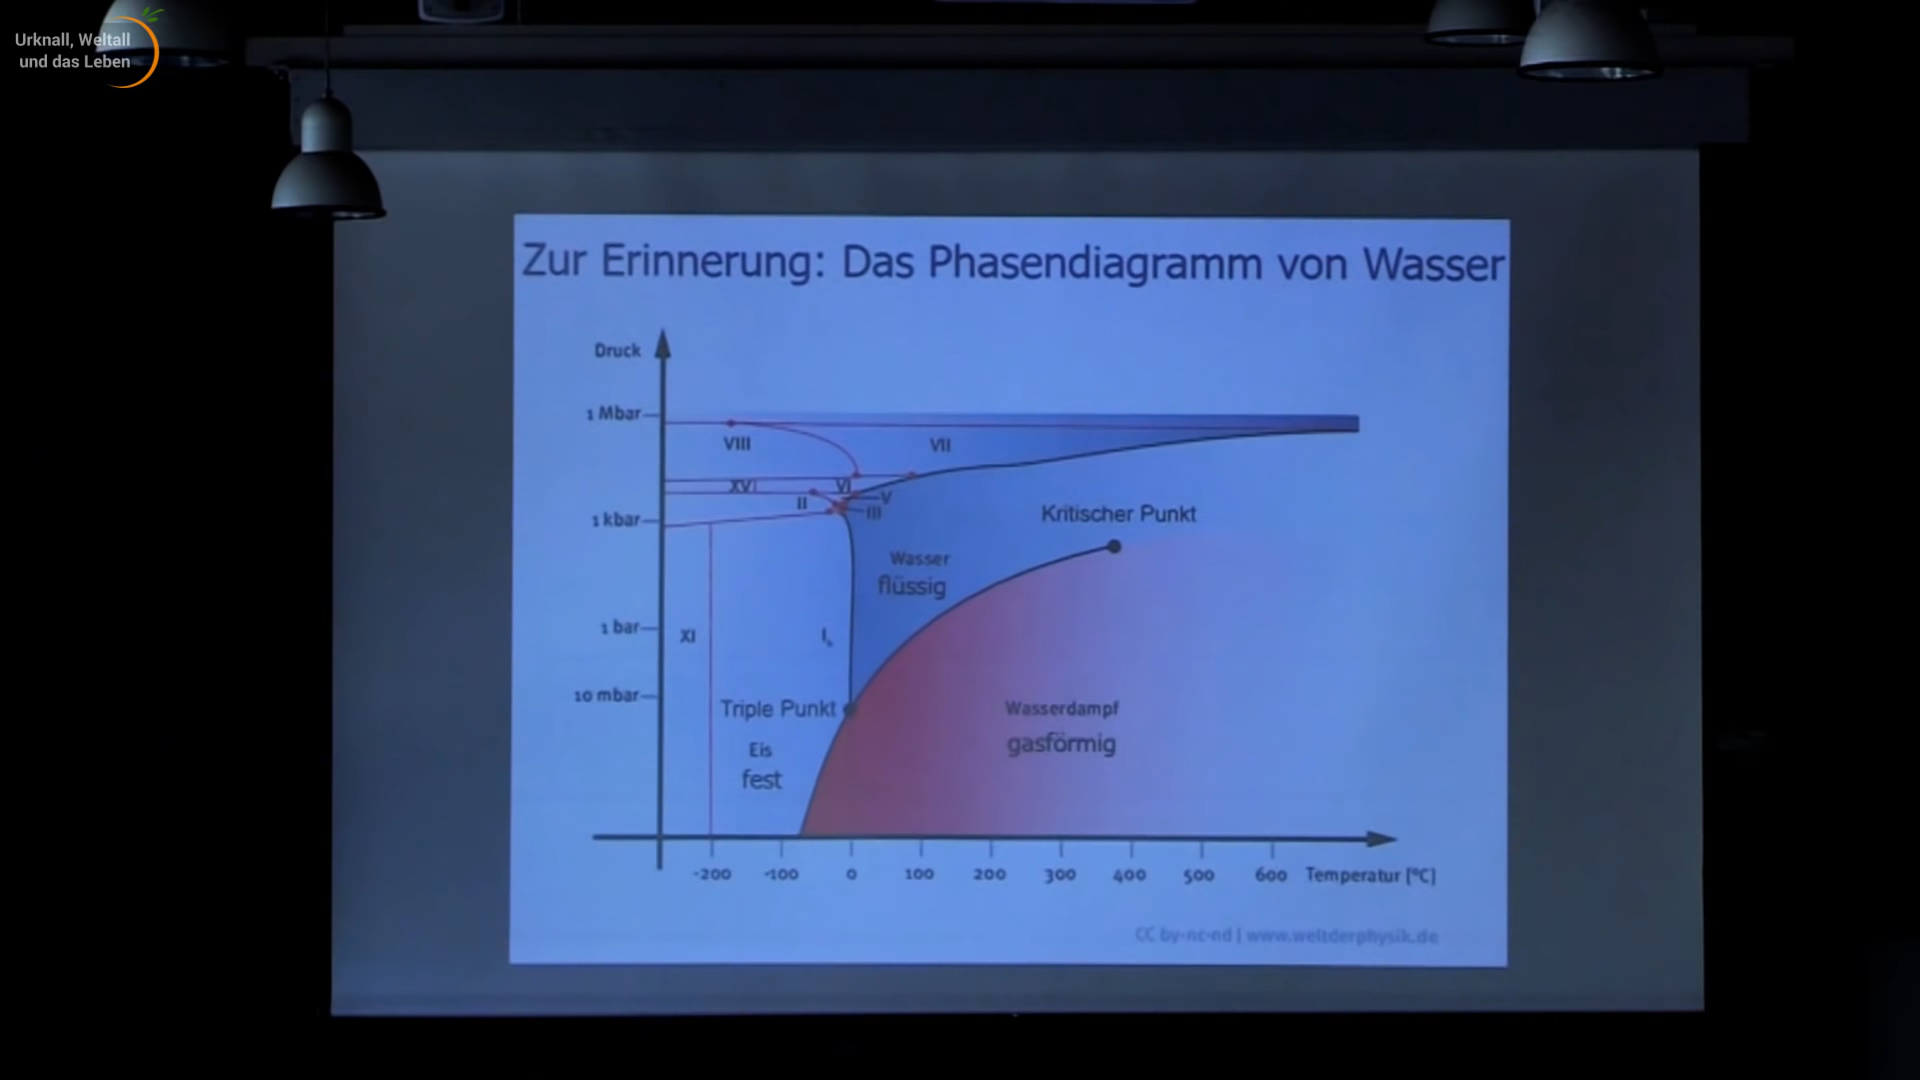 Urknall, Weltall
und das Leben
Zur Erinnerung: Das Phasendiagramm von Wasser
Druck
1 Mbar
VIII
VII
XVI
VI
II
V
III
1 kbar
Kritischer Punkt
Wasser
flüssig
1 bar
XI
Ih
10 mbar
Triple Punkt
Wasserdampf
gasförmig
Eis
fest
-200 -100 0 100 200 300 400 500 600 Temperatur [°C]
CC by-nc-nd | www.weltderphysik.de